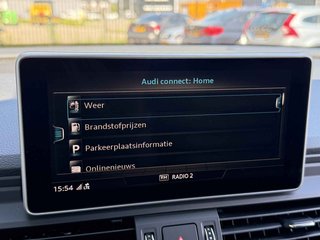 Audi connect: Home
Weer
Brandstofprijzen
P Parkeerplaatsinformatie
Onlinenieuws
15:54 RADIO 2